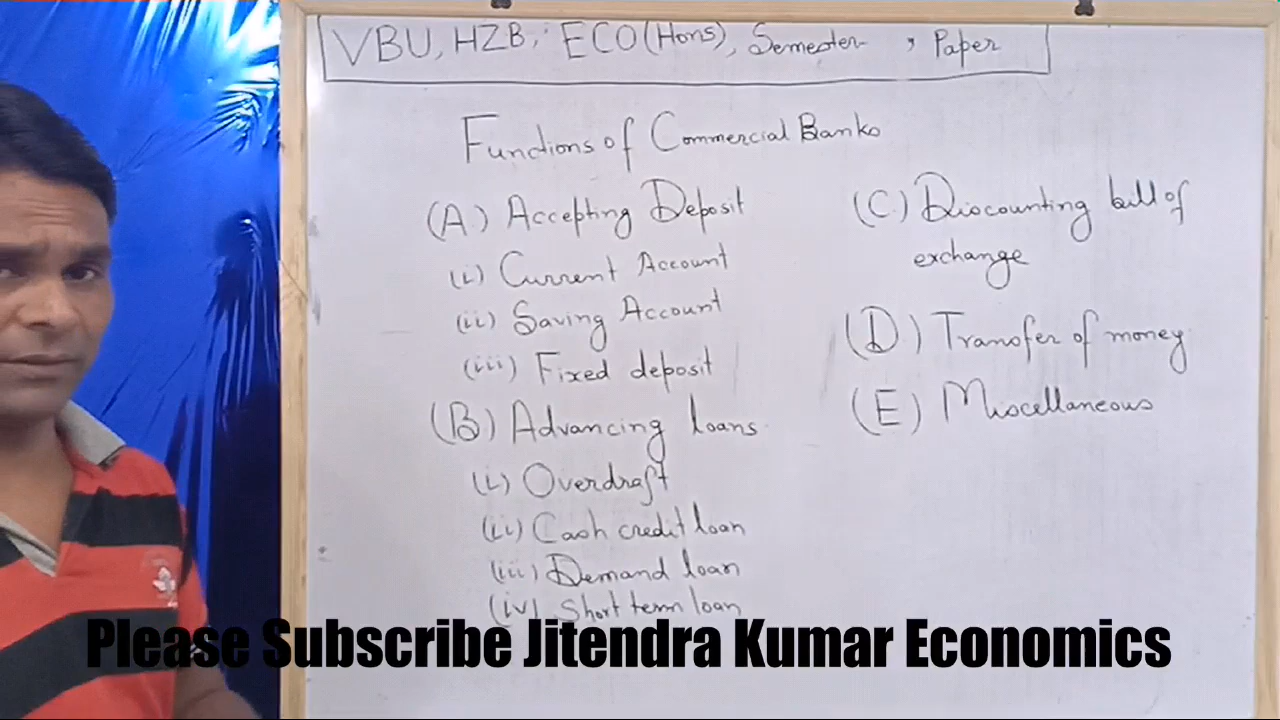 VBU, HZB, ECO(Hons), Semester , Paper
Functions of Commercial Banks
(A) Accepting Deposit
(i) Current Account
(ii) Saving Account
(iii) Fixed deposit
(B) Advancing loans
(i) Overdraft
(ii) Cash credit loan
(iii) Demand loan
(iv) Short term loan
(C) Discounting bill of
exchange
(D) Transfer of money
(E) Miscellaneous
Please Subscribe Jitendra Kumar Economics